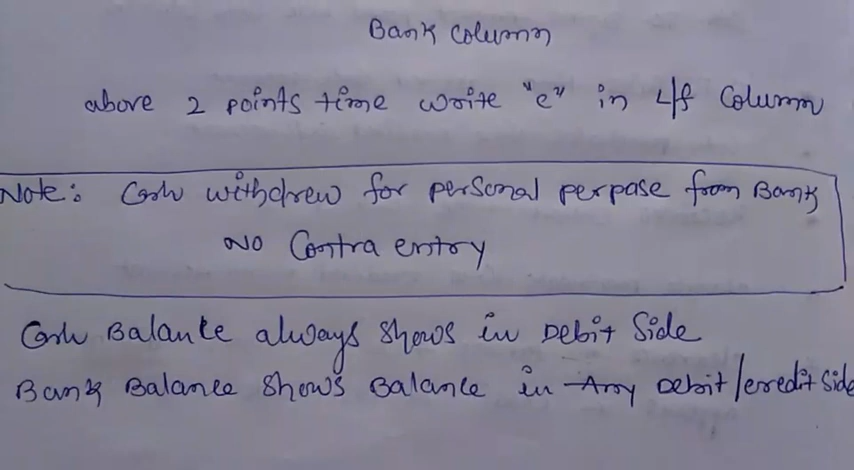 Bank column
above 2 points time write "c" in L/f Column
Note: Cash withdrew for personal perpase from Bank
NO Contra entry
Cash Balance always shows in Debit Side
Bank Balance shows Balance in Any Debit/credit side